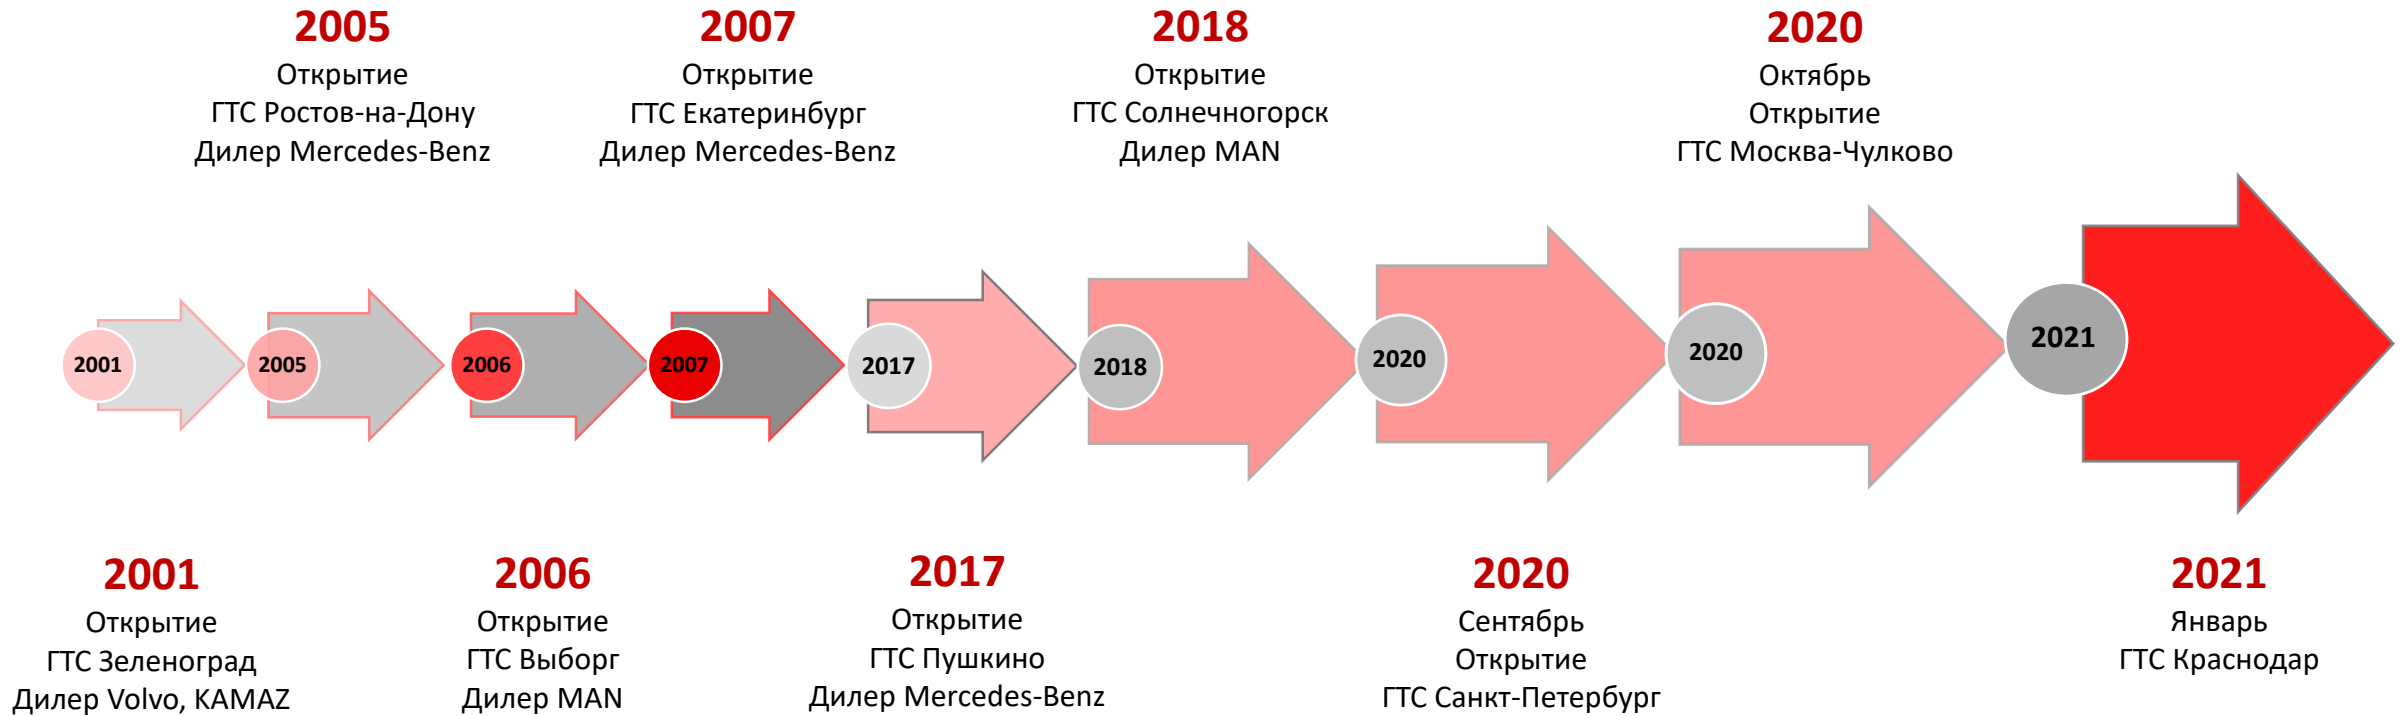 2005
Открытие
ГТС Ростов-на-Дону
Дилер Mercedes-Benz
2007
Открытие
ГТС Екатеринбург
Дилер Mercedes-Benz
2018
Открытие
ГТС Солнечногорск
Дилер MAN
2020
Октябрь
Открытие
ГТС Москва-Чулково
2001
2005
2006
2007
2017
2018
2020
2020
2021
2001
Открытие
ГТС Зеленоград
Дилер Volvo, KAMAZ
2006
Открытие
ГТС Выборг
Дилер MAN
2017
Открытие
ГТС Пушкино
Дилер Mercedes-Benz
2020
Сентябрь
Открытие
ГТС Санкт-Петербург
2021
Январь
ГТС Краснодар